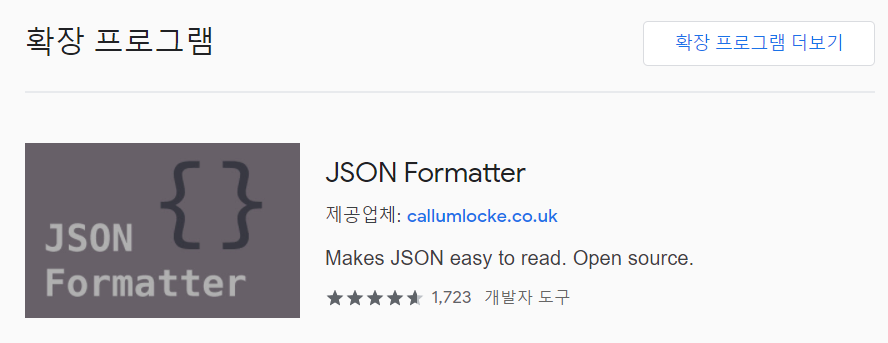 확장 프로그램
확장 프로그램 더보기
{}
JSON
Formatter
JSON Formatter
제공업체: callumlocke.co.uk
Makes JSON easy to read. Open source.
1,723 개발자 도구